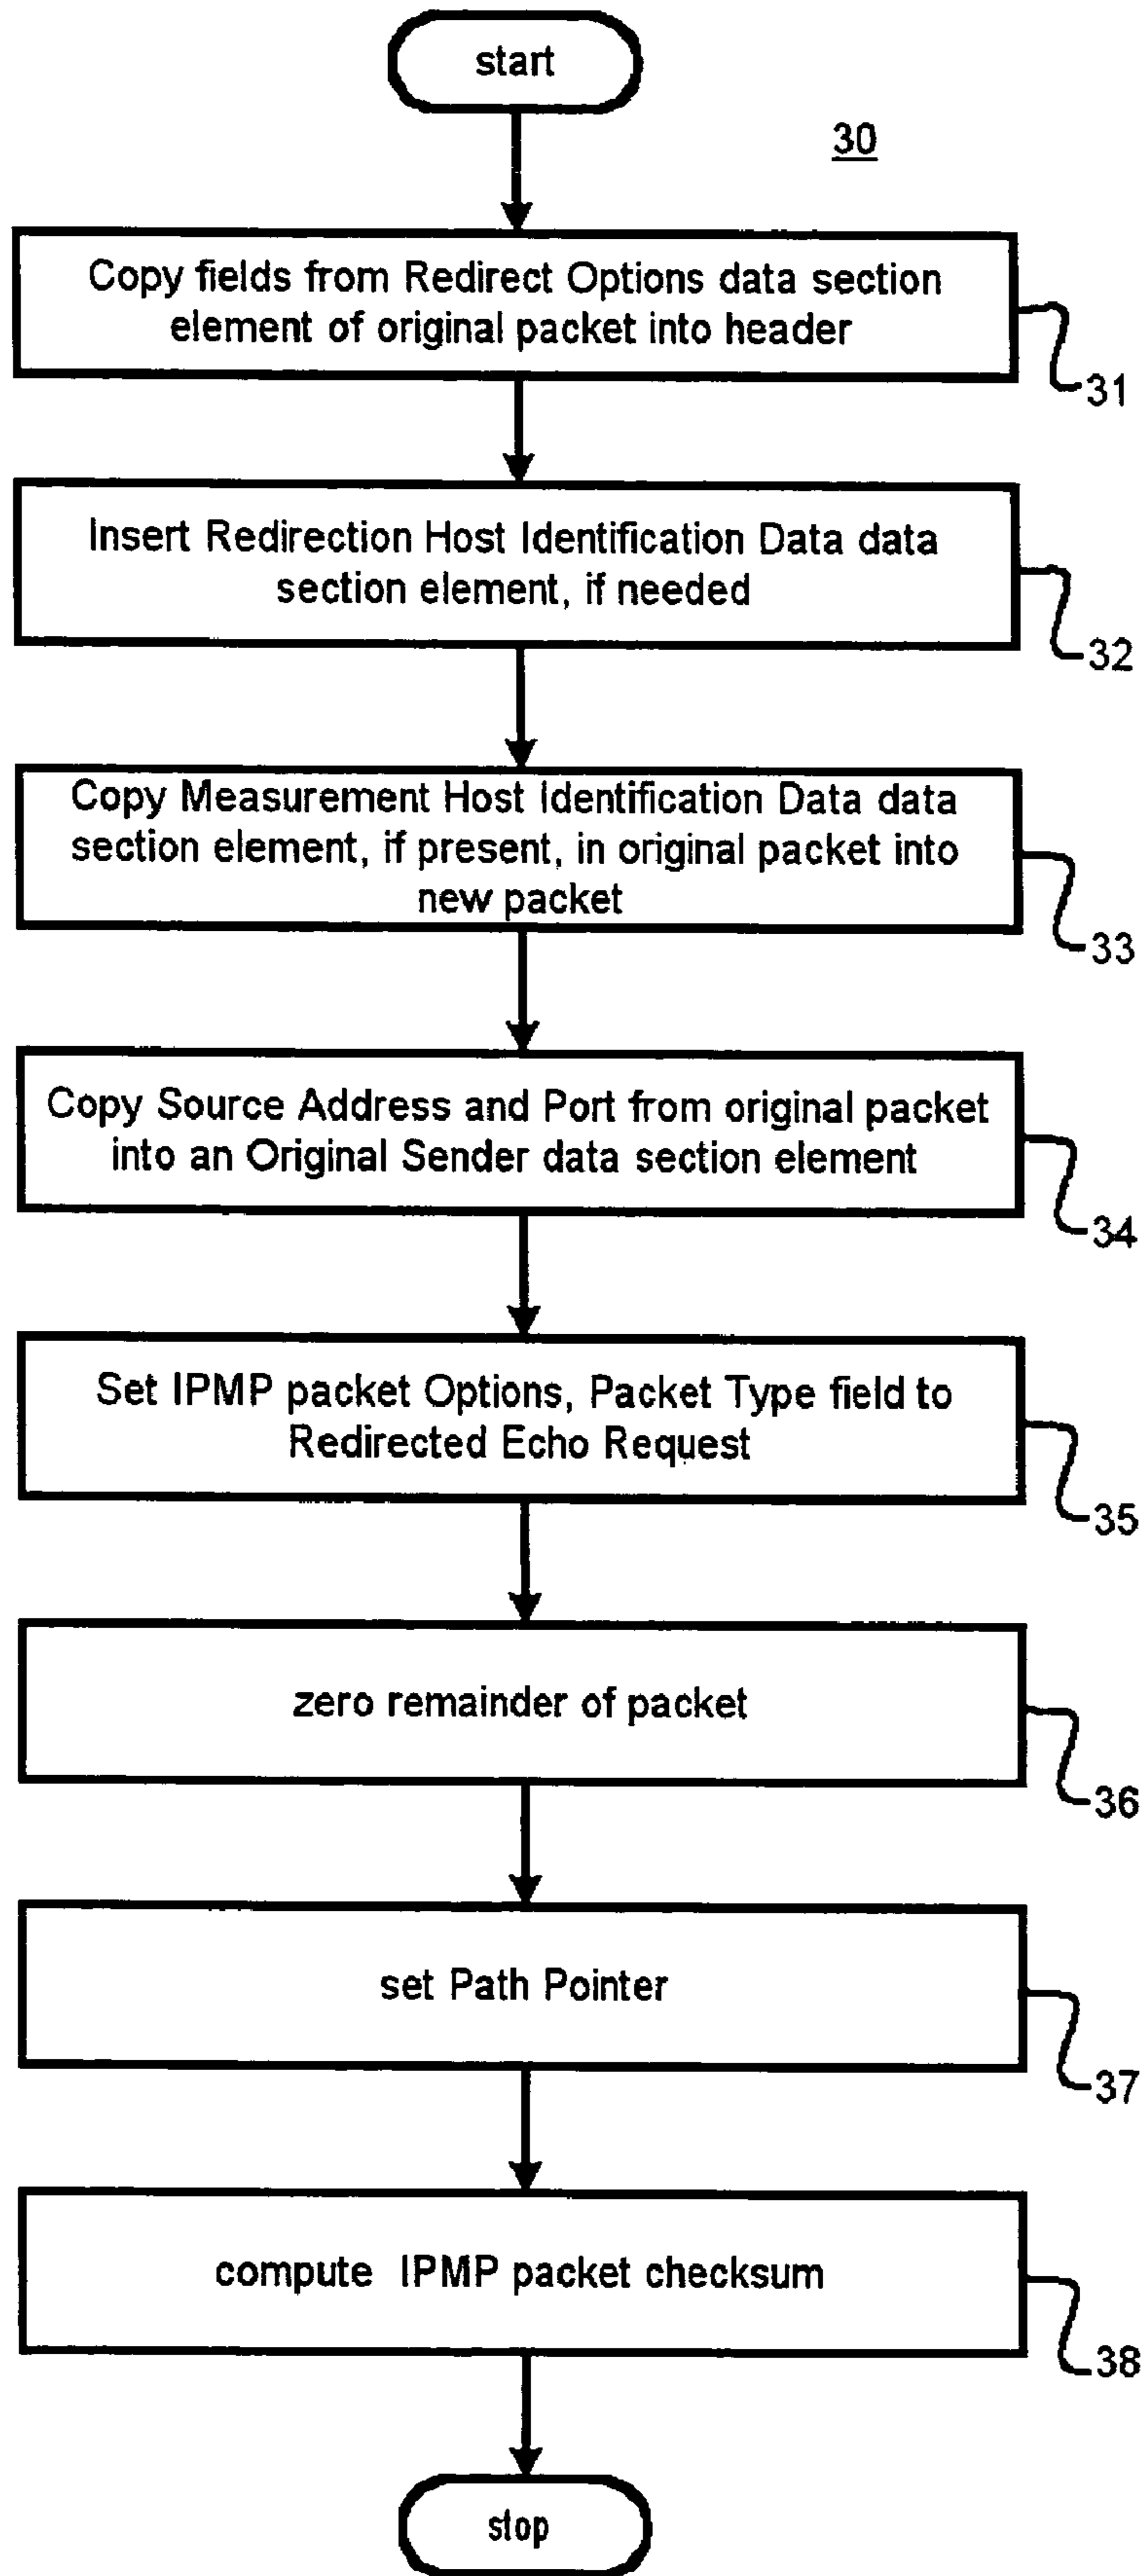 start
30
Copy fields from Redirect Options data section
element of original packet into header
31
Insert Redirection Host Identification Data data
section element, if needed
32
Copy Measurement Host Identification Data data
section element, if present, in original packet into
new packet
33
Copy Source Address and Port from original packet
into an Original Sender data section element
34
Set IPMP packet Options, Packet Type field to
Redirected Echo Request
35
zero remainder of packet
36
set Path Pointer
37
compute IPMP packet checksum
38
stop